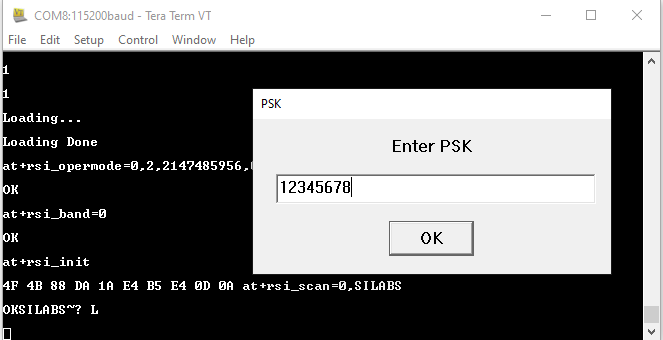 COM8:115200baud - Tera Term VT
File Edit Setup Control Window Help
1
1
Loading...
Loading Done
at+rsi_opermode=0,2,2147485956,
OK
at+rsi_band=0
OK
at+rsi_init
4F 4B 88 DA 1A E4 B5 E4 0D 0A at+rsi_scan=0,SILABS
OKSILABS~? L
PSK
Enter PSK
12345678
OK